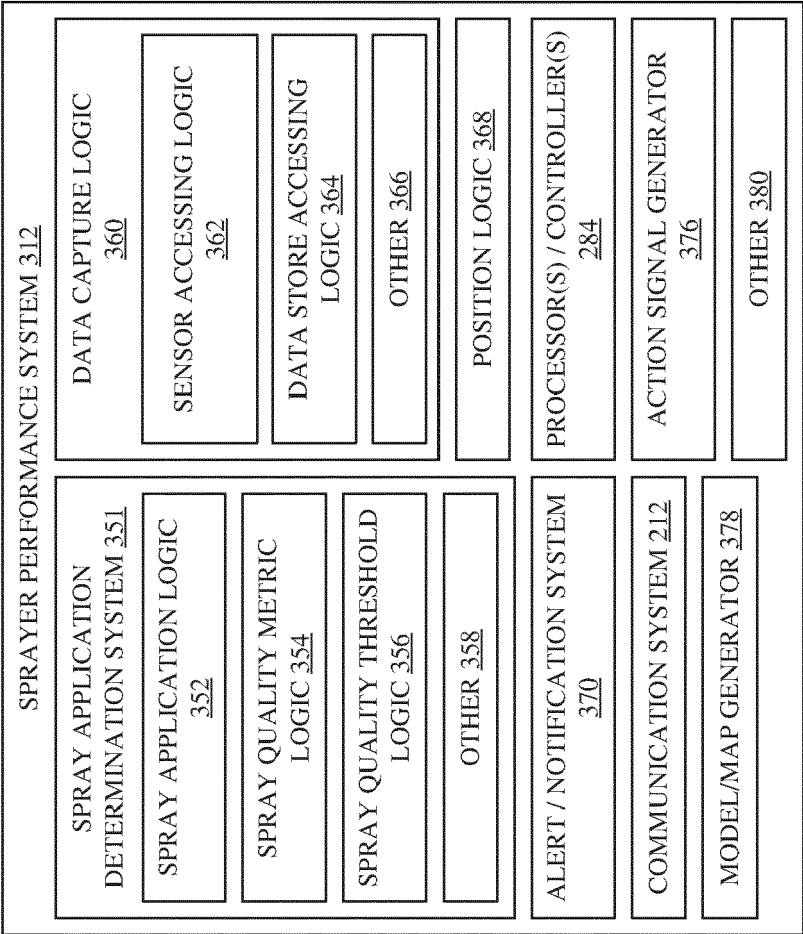 SPRAYER PERFORMANCE SYSTEM 312
SPRAY APPLICATION
DETERMINATION SYSTEM 351
SPRAY APPLICATION LOGIC
352
SPRAY QUALITY METRIC
LOGIC 354
SPRAY QUALITY THRESHOLD
LOGIC 356
OTHER 358
ALERT / NOTIFICATION SYSTEM
370
COMMUNICATION SYSTEM 212
MODEL/MAP GENERATOR 378
DATA CAPTURE LOGIC
360
SENSOR ACCESSING LOGIC
362
DATA STORE ACCESSING
LOGIC 364
OTHER 366
POSITION LOGIC 368
PROCESSOR(S) / CONTROLLER(S)
284
ACTION SIGNAL GENERATOR
376
OTHER 380